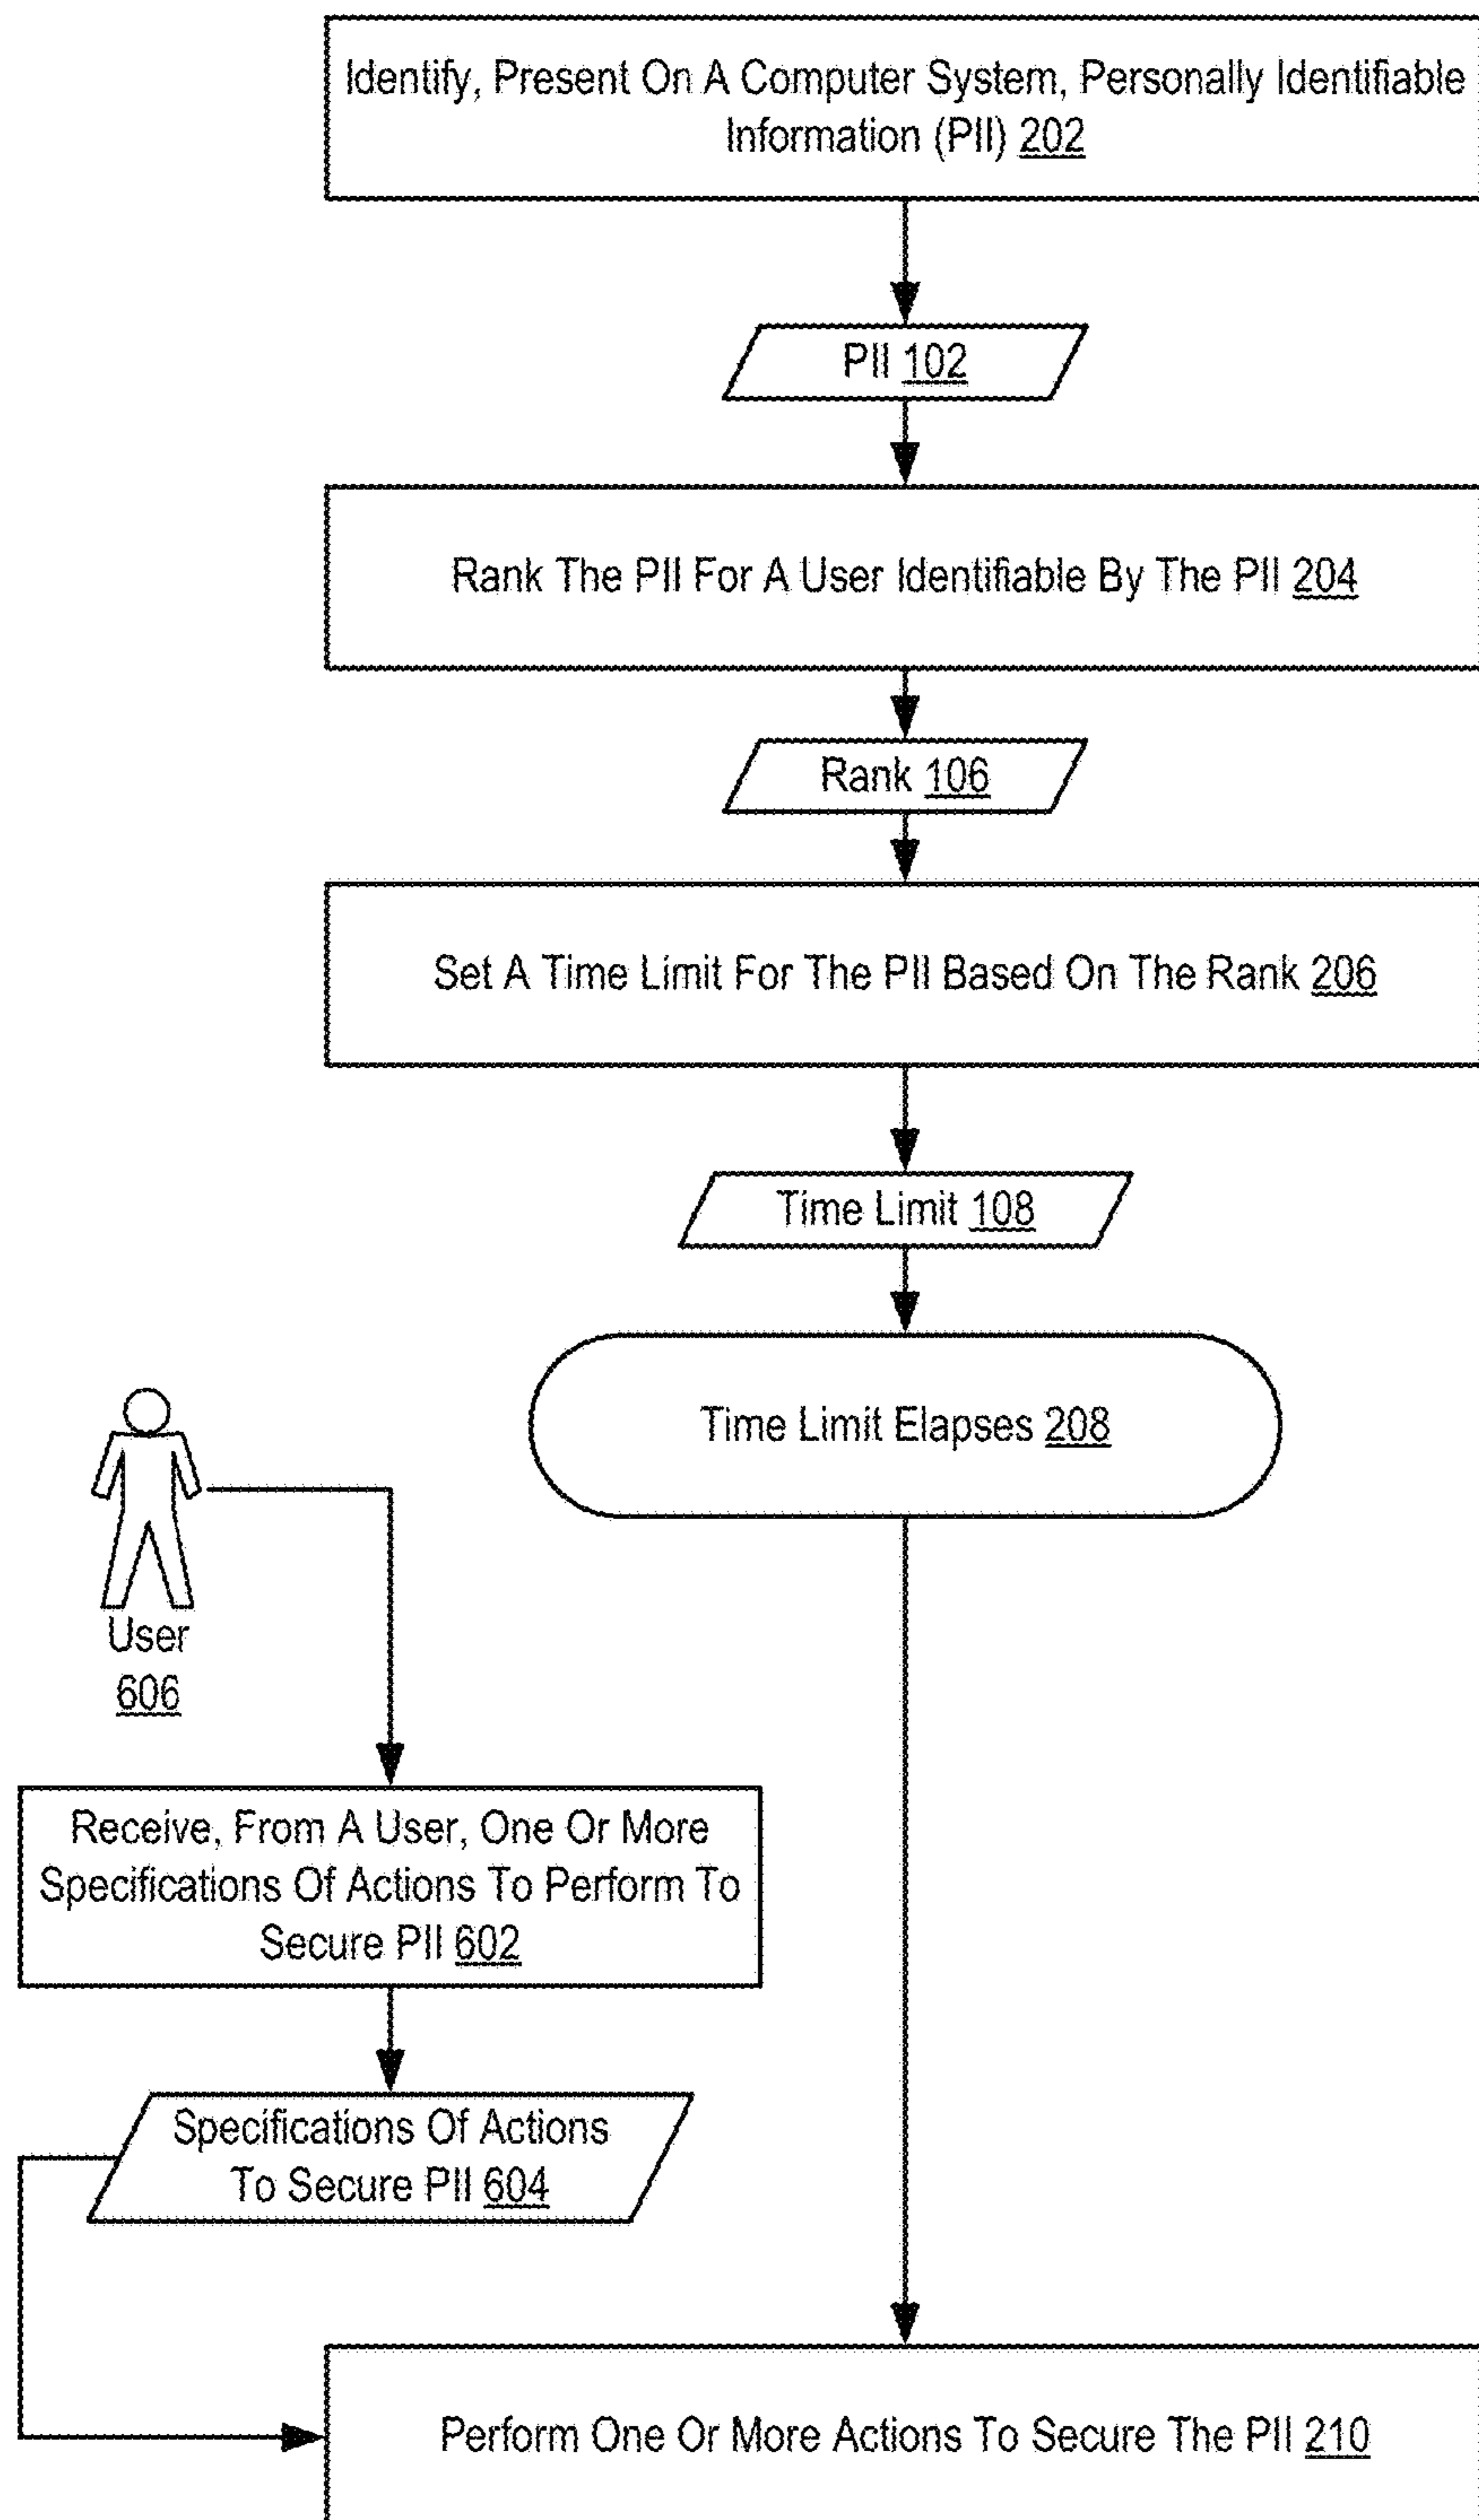 Identify, Present On A Computer System, Personally Identifiable
Information (PII) 202
PII 102
Rank The PII For A User Identifiable By The PII 204
Rank 106
Set A Time Limit For The PII Based On The Rank 206
Time Limit 108
Time Limit Elapses 208
User
606
Receive, From A User, One Or More
Specifications Of Actions To Perform To
Secure PII 602
Specifications Of Actions
To Secure PII 604
Perform One Or More Actions To Secure The PII 210